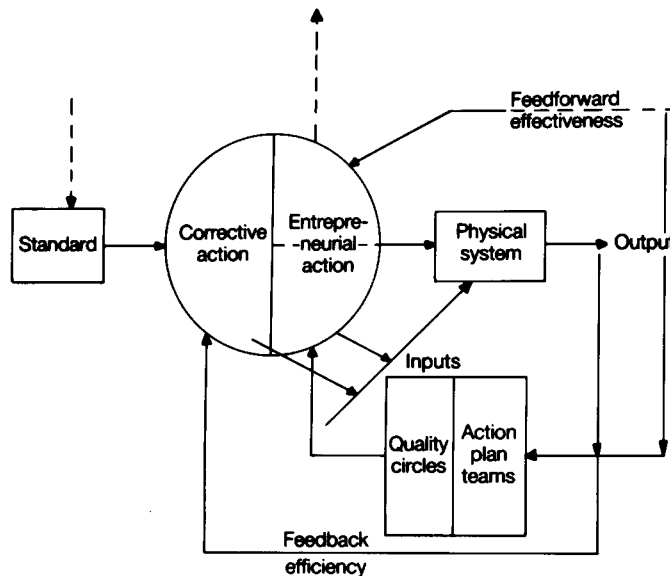 Feedforward
effectiveness
Standard
Corrective
action
Entrepre-
neurial
action
Physical
system
Output
Inputs
Quality
circles
Action
plan
teams
Feedback
efficiency